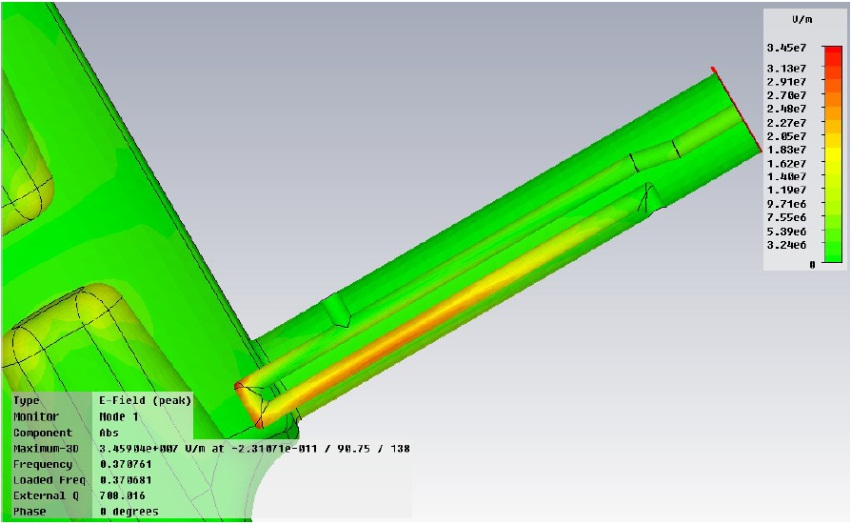 V/m
3.45e7
3.13e7
2.91e7
2.70e7
2.48e7
2.27e7
2.05e7
1.83e7
1.62e7
1.40e7
1.19e7
9.71e6
7.55e6
5.39e6
3.24e6
0
Type E-Field (peak)
Monitor Mode 1
Component Abs
Maximum-3D 3.45904e+007 V/m at -2.31071e-011 / 90.75 / 138
Frequency 0.370761
Loaded Freq 0.370681
External Q 700.016
Phase 0 degrees